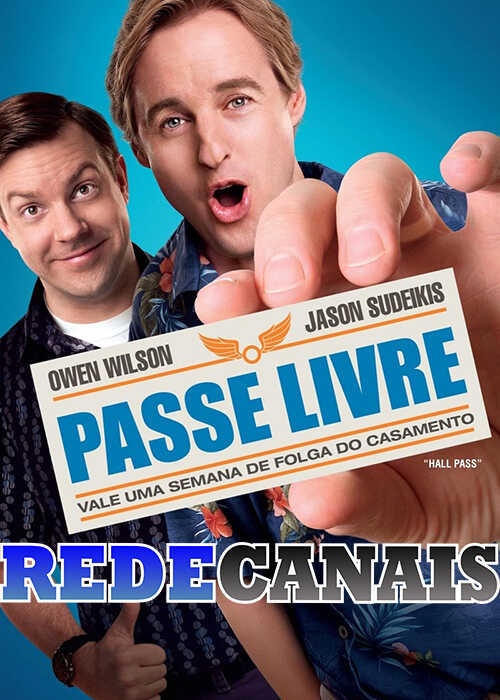 OWEN WILSON
JASON SUDEIKIS
PASSE LIVRE
VALE UMA SEMANA DE FOLGA DO CASAMENTO
"HALL PASS"
REDECANAIS